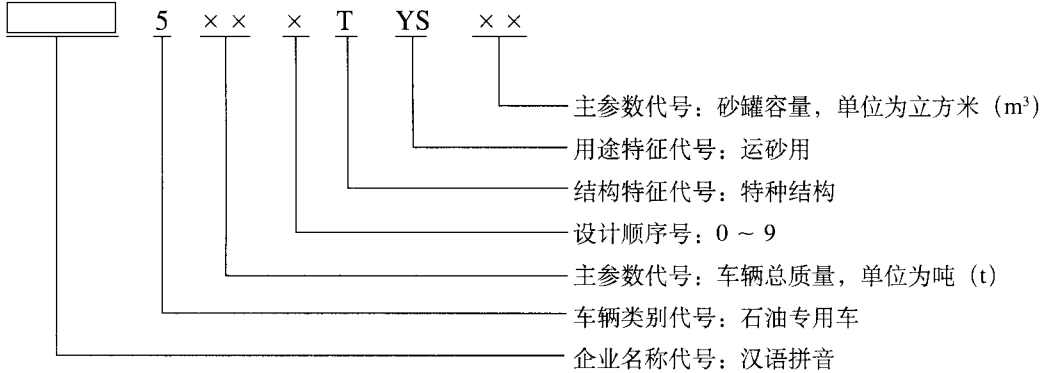 5 ×× × T YS ××
主参数代号：砂罐容量，单位为立方米（m³）
用途特征代号：运砂用
结构特征代号：特种结构
设计顺序号：0 ~ 9
主参数代号：车辆总质量，单位为吨（t）
车辆类别代号：石油专用车
企业名称代号：汉语拼音